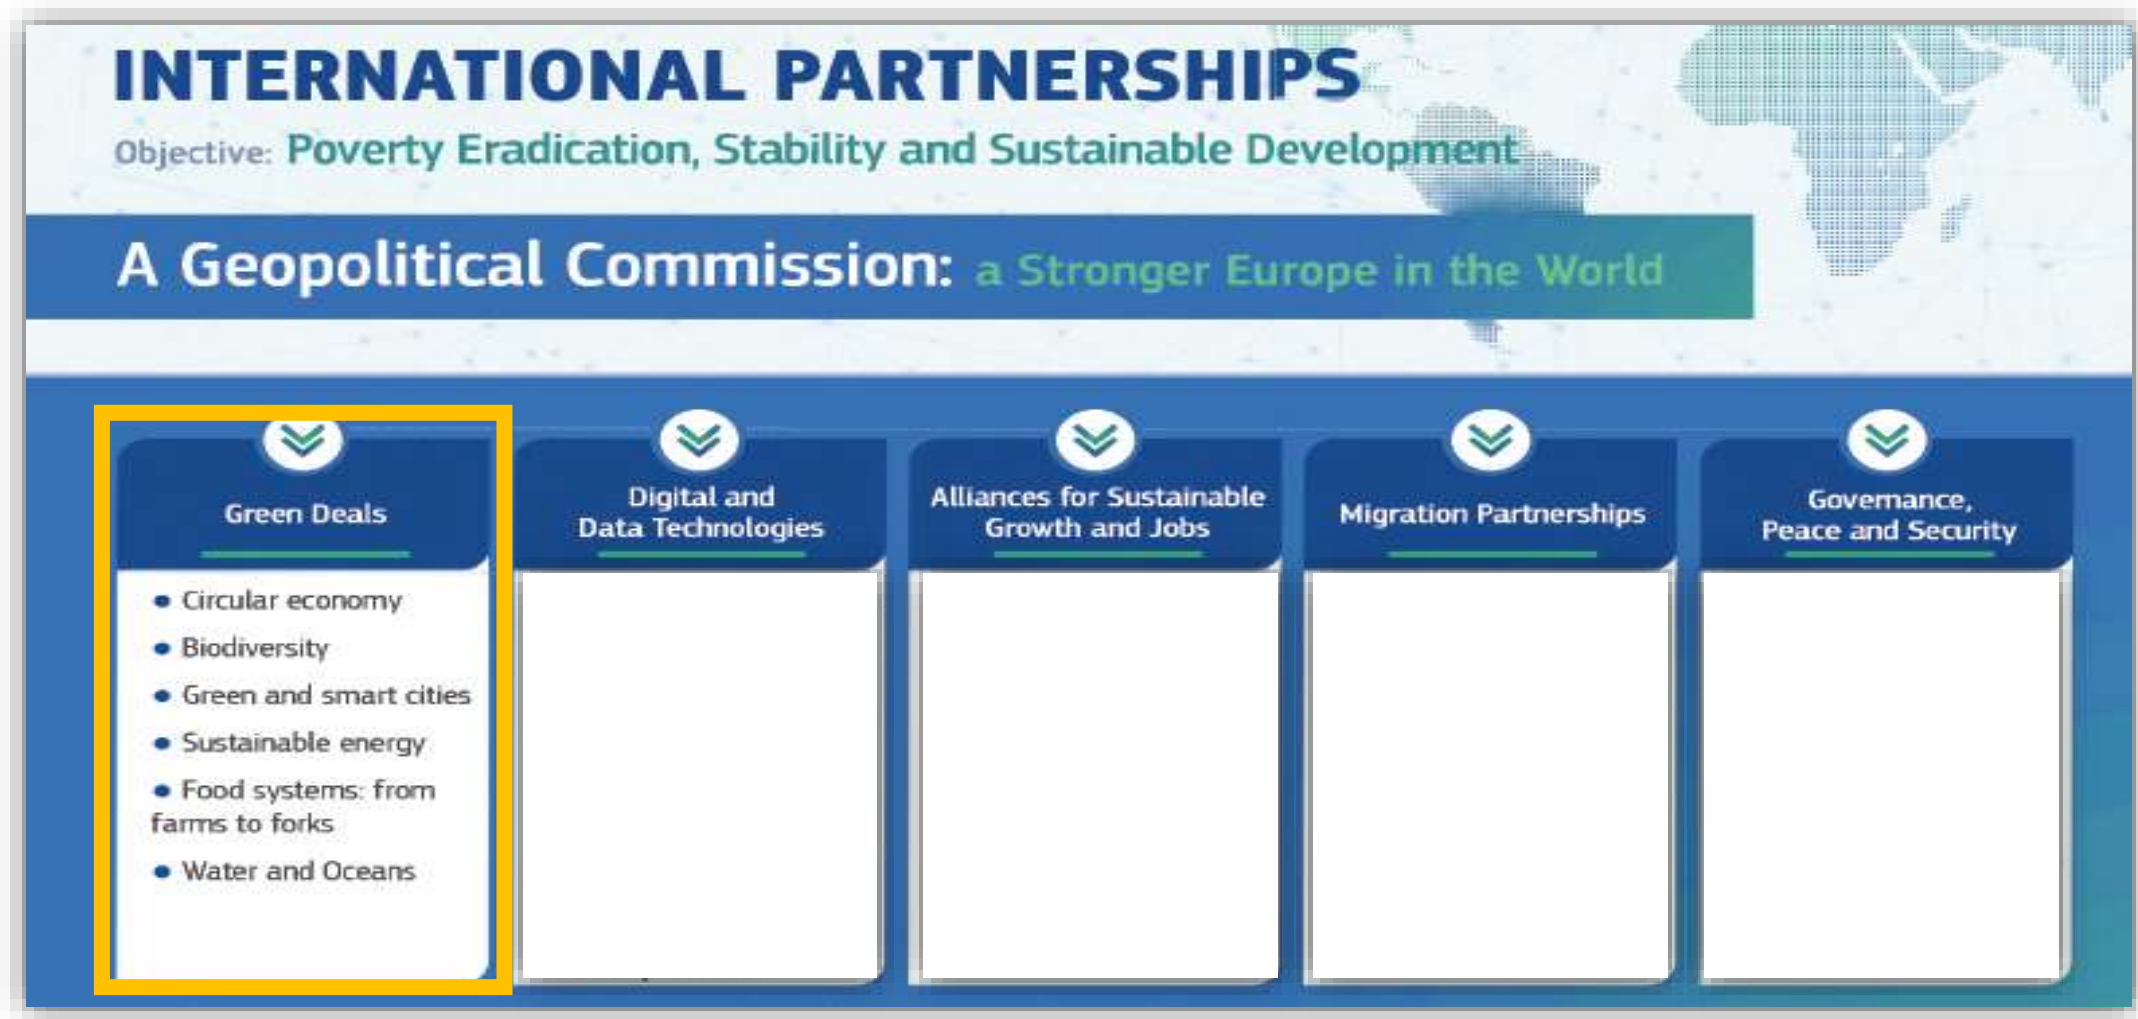 INTERNATIONAL PARTNERSHIPS
Objective: Poverty Eradication, Stability and Sustainable Development
A Geopolitical Commission: a Stronger Europe in the World
Green Deals
• Circular economy
• Biodiversity
• Green and smart cities
• Sustainable energy
• Food systems: from
farms to forks
• Water and Oceans
Digital and
Data Technologies
Alliances for Sustainable
Growth and Jobs
Migration Partnerships
Governance,
Peace and Security